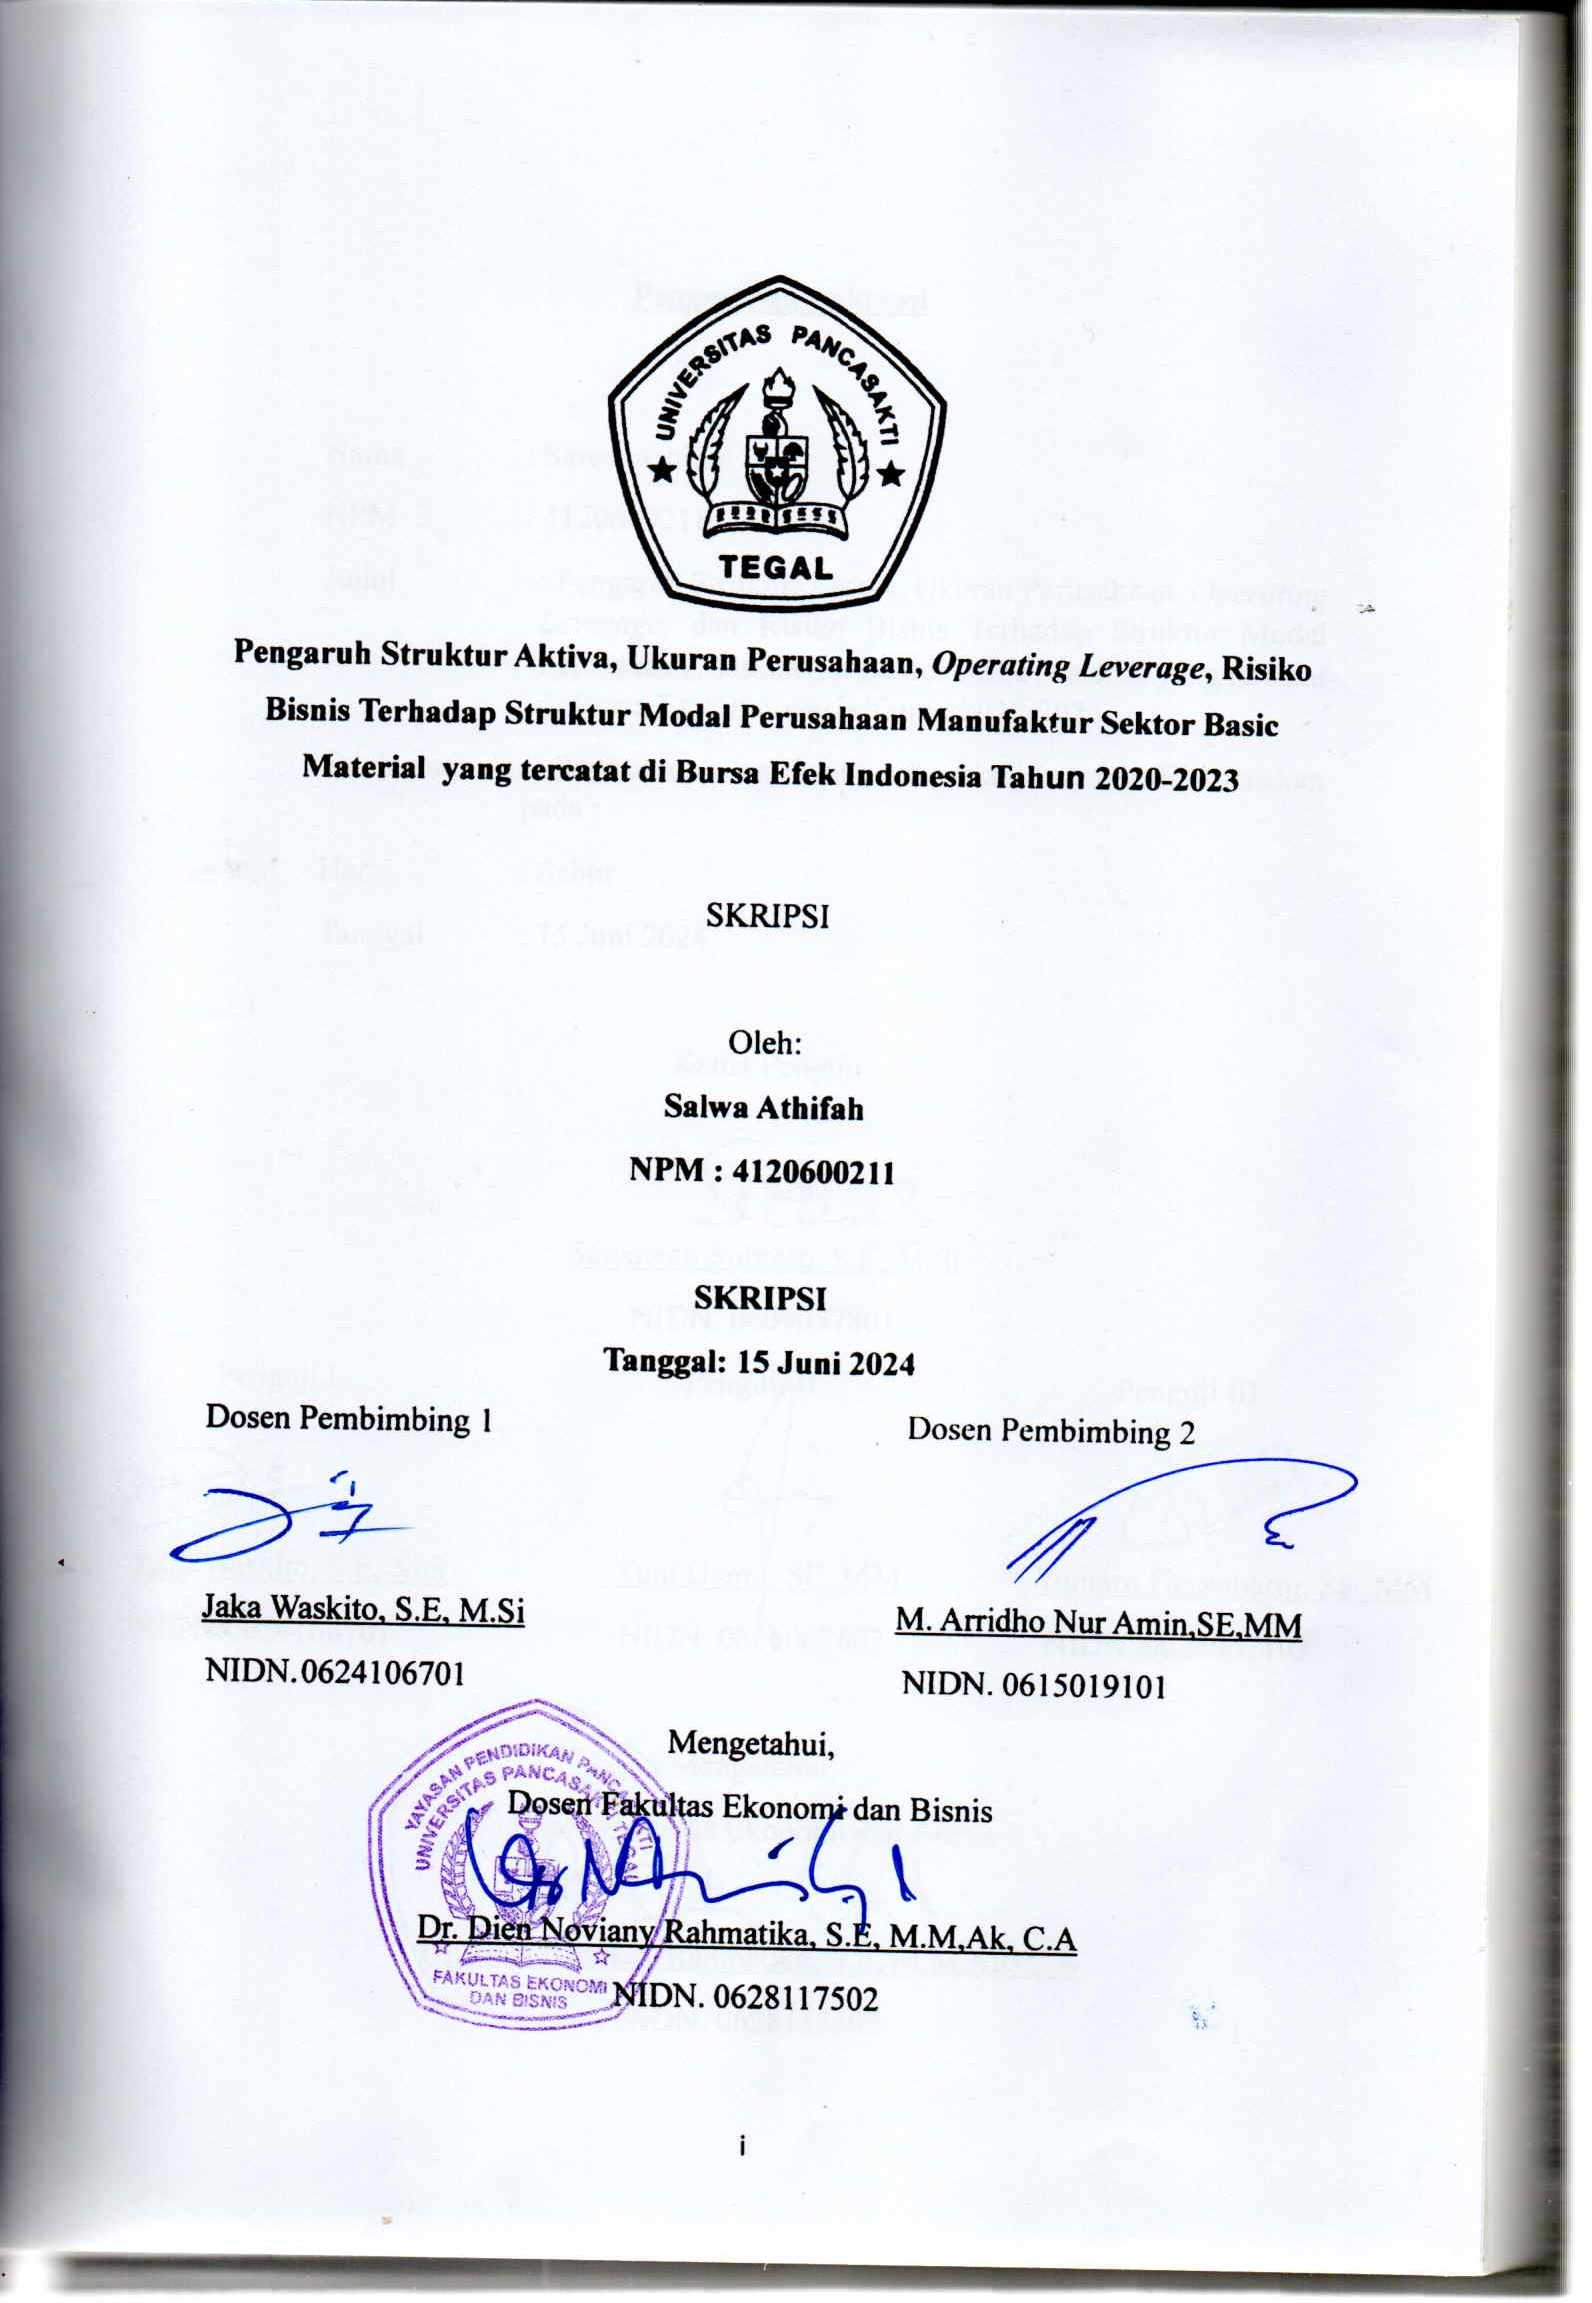 UNIVERSITAS PANCASAKTI
TEGAL
Pengaruh Struktur Aktiva, Ukuran Perusahaan, Operating Leverage, Risiko
Bisnis Terhadap Struktur Modal Perusahaan Manufaktur Sektor Basic
Material yang tercatat di Bursa Efek Indonesia Tahun 2020-2023
SKRIPSI
Oleh:
Salwa Athifah
NPM : 4120600211
SKRIPSI
Tanggal: 15 Juni 2024
Dosen Pembimbing 1
Dosen Pembimbing 2
Jaka Waskito, S.E, M.Si
M. Arridho Nur Amin,SE,MM
NIDN.0624106701
NIDN. 0615019101
Mengetahui,
YAYASAN PENDIDIKAN PANCASAKTI
UNIVERSITAS PANCASAKTI TEGAL
Dosen Fakultas Ekonomi dan Bisnis
Dr. Dien Noviany Rahmatika, S.E, M.M,Ak, C.A
FAKULTAS EKONOMI
DAN BISNIS
NIDN. 0628117502
i